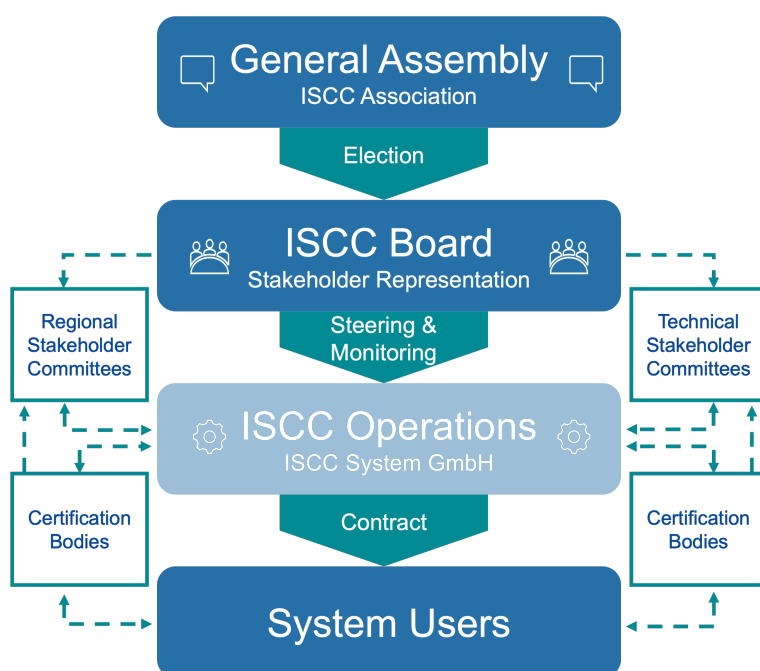 General Assembly
ISCC Association
Election
ISCC Board
Stakeholder Representation
Regional
Stakeholder
Committees
Steering &
Monitoring
Technical
Stakeholder
Committees
ISCC Operations
ISCC System GmbH
Certification
Bodies
Contract
Certification
Bodies
System Users